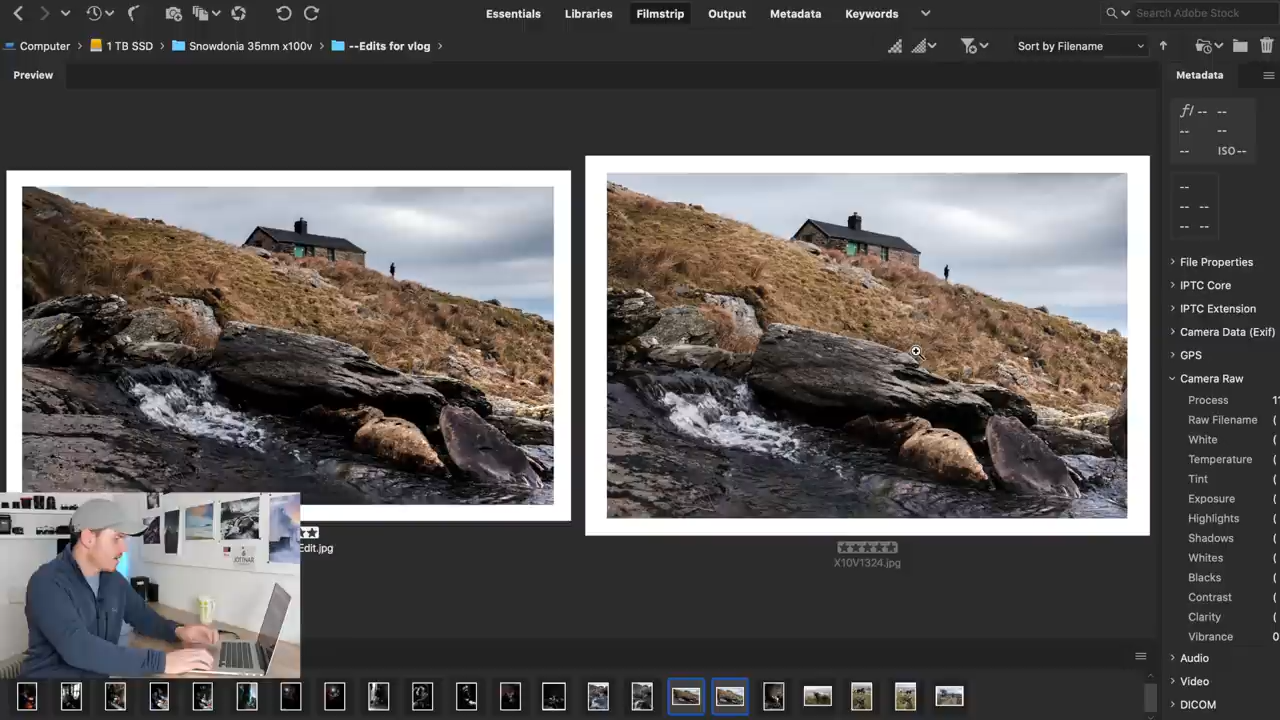 Essentials Libraries Filmstrip Output Metadata Keywords Search Adobe Stock
Computer 1 TB SSD Snowdonia 35mm x100v --Edits for vlog Sort by Filename
Preview
Metadata
f/ -- --
-- --
-- ISO --
--
-- --
-- --
File Properties
IPTC Core
IPTC Extension
Camera Data (Exif)
GPS
Camera Raw
Process 11
Raw Filename (
White (
Temperature (
Tint (
Exposure (
Highlights (
Shadows (
Whites (
Blacks (
Contrast (
Clarity (
Vibrance 0
Audio
Video
DICOM
Edit.jpg
X10V1324.jpg